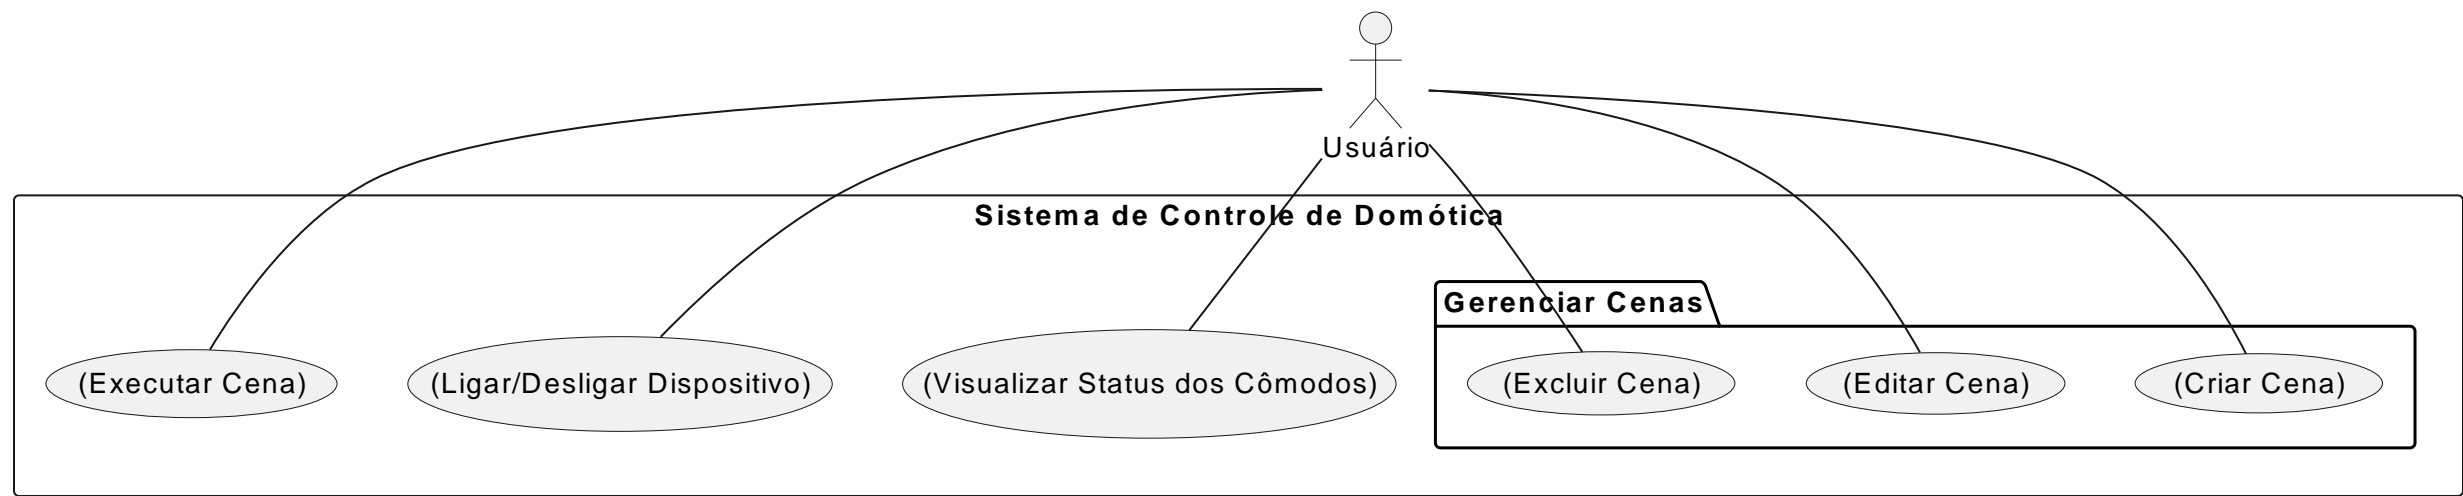 Usuário
Sistema de Controle de Domótica
Gerenciar Cenas
(Executar Cena)
(Ligar/Desligar Dispositivo)
(Visualizar Status dos Cômodos)
(Excluir Cena)
(Editar Cena)
(Criar Cena)